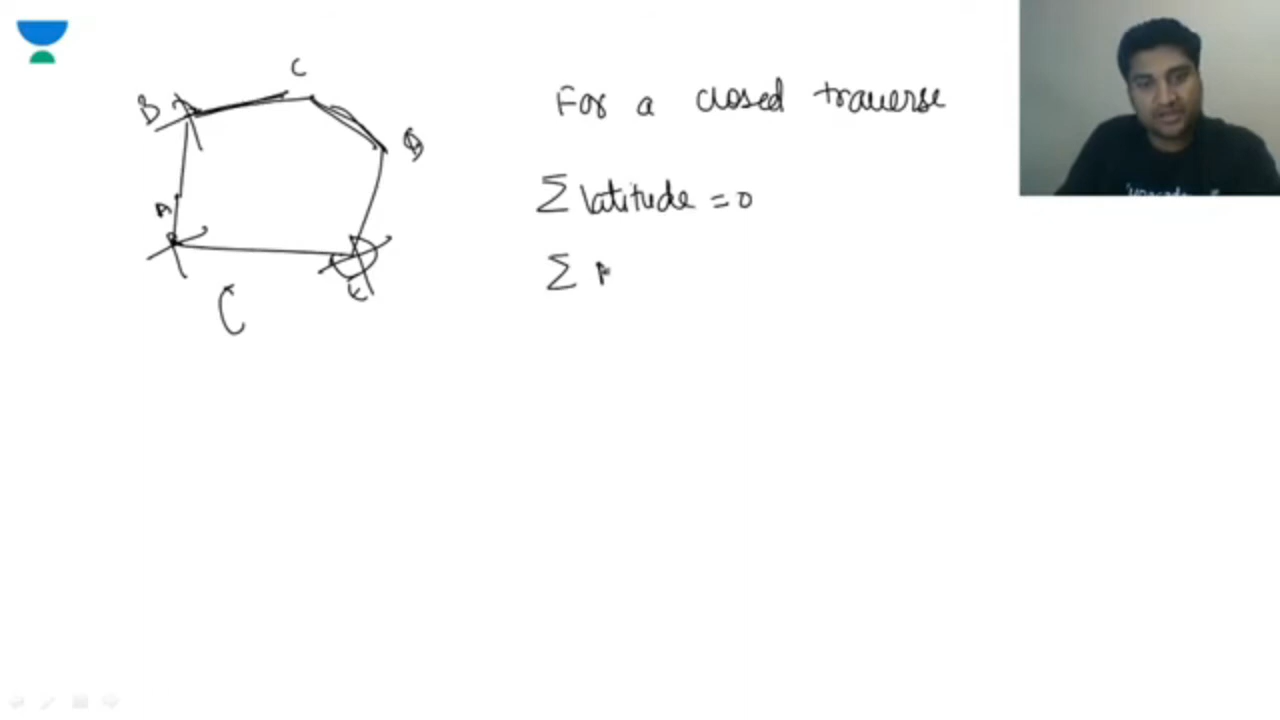 C
B
For a closed traverse
D
Σ latitude = 0
A
Σ
E